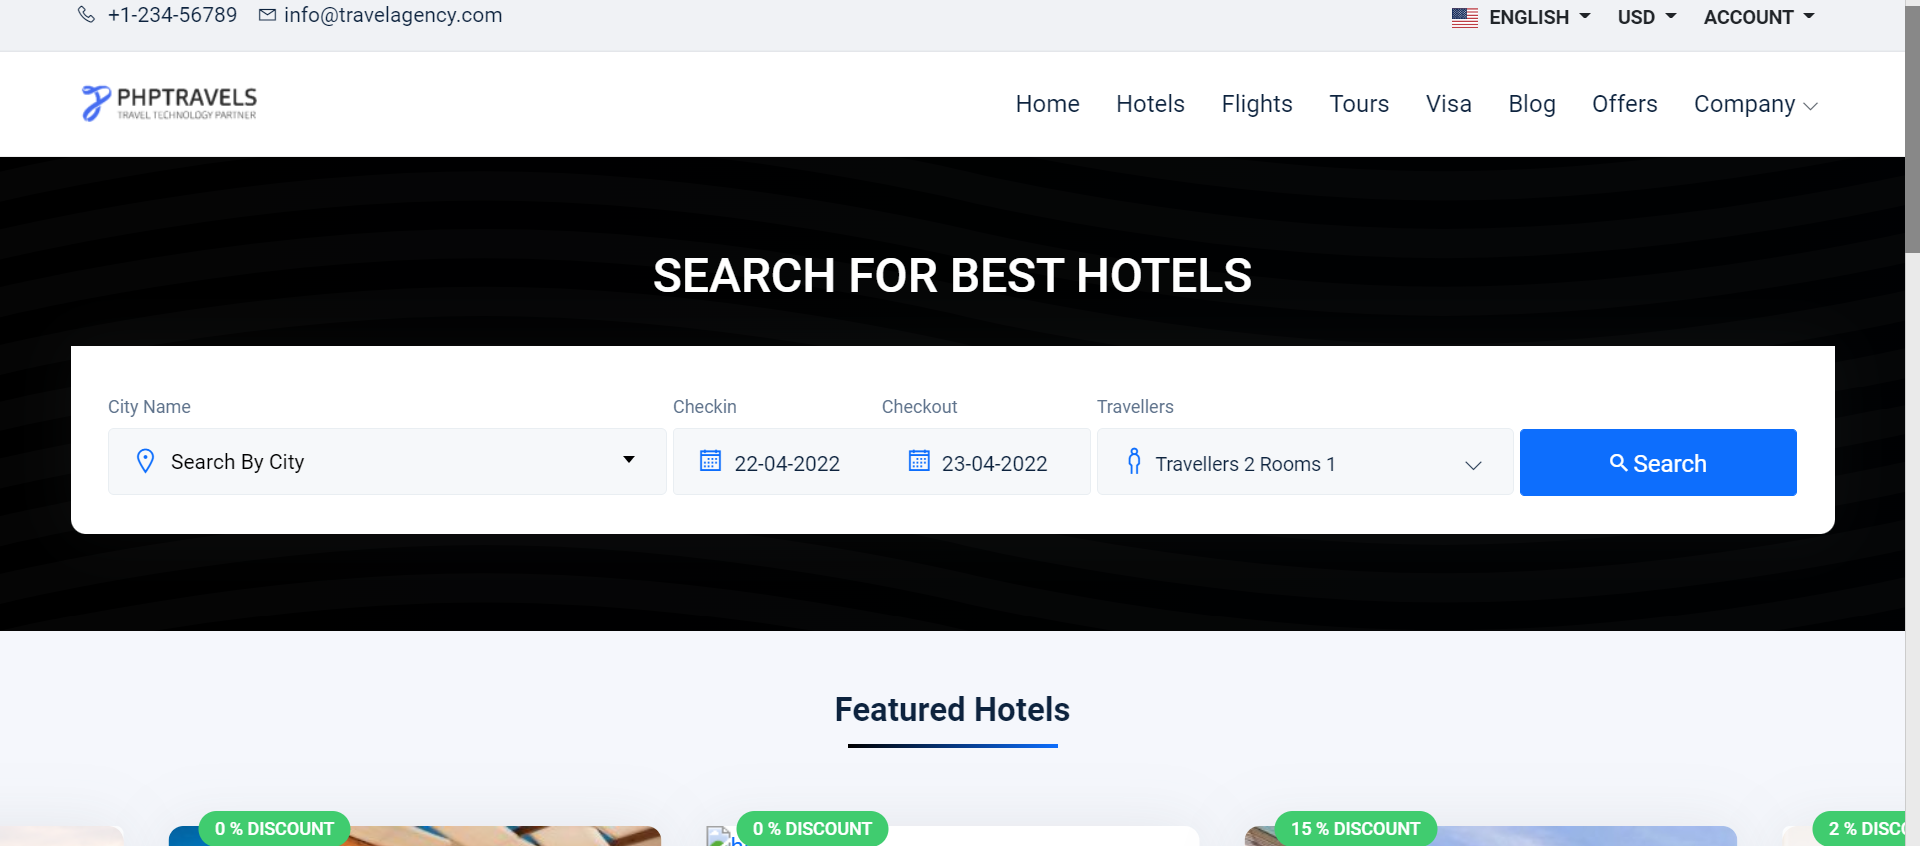 +1-234-56789 info@travelagency.com ENGLISH USD ACCOUNT
PHPTRAVELS
TRAVEL TECHNOLOGY PARTNER
Home Hotels Flights Tours Visa Blog Offers Company
SEARCH FOR BEST HOTELS
City Name Checkin Checkout Travellers
Search By City 22-04-2022 23-04-2022 Travellers 2 Rooms 1 Search
Featured Hotels
0 % DISCOUNT 0 % DISCOUNT 15 % DISCOUNT 2 % DISC